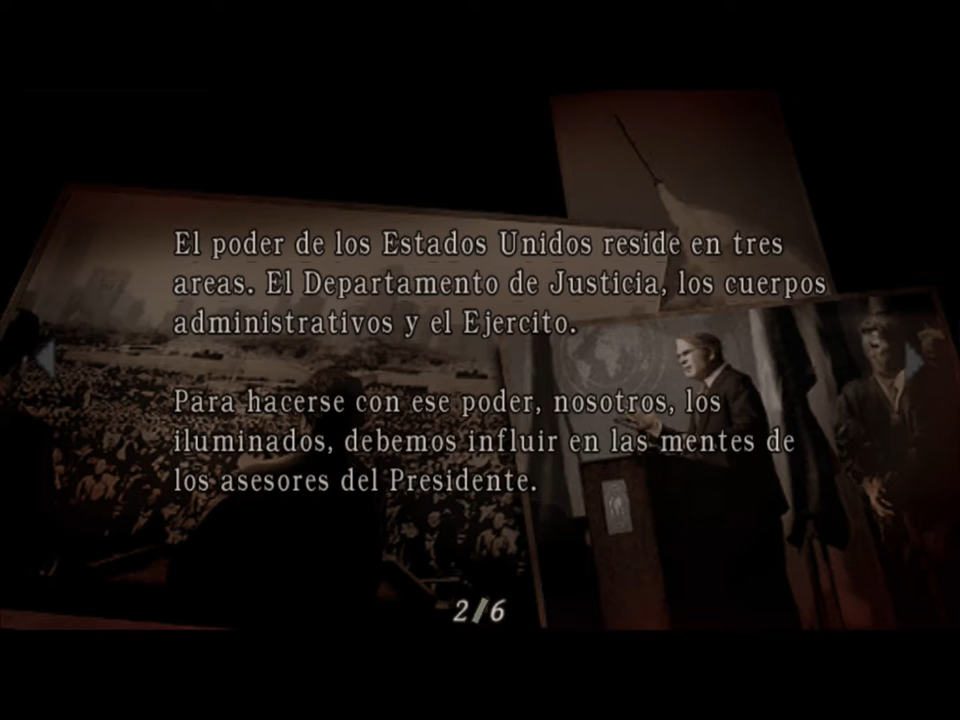 El poder de los Estados Unidos reside en tres
areas. El Departamento de Justicia, los cuerpos
administrativos y el Ejercito.
Para hacerse con ese poder, nosotros, los
iluminados, debemos influir en las mentes de
los asesores del Presidente.
2/6